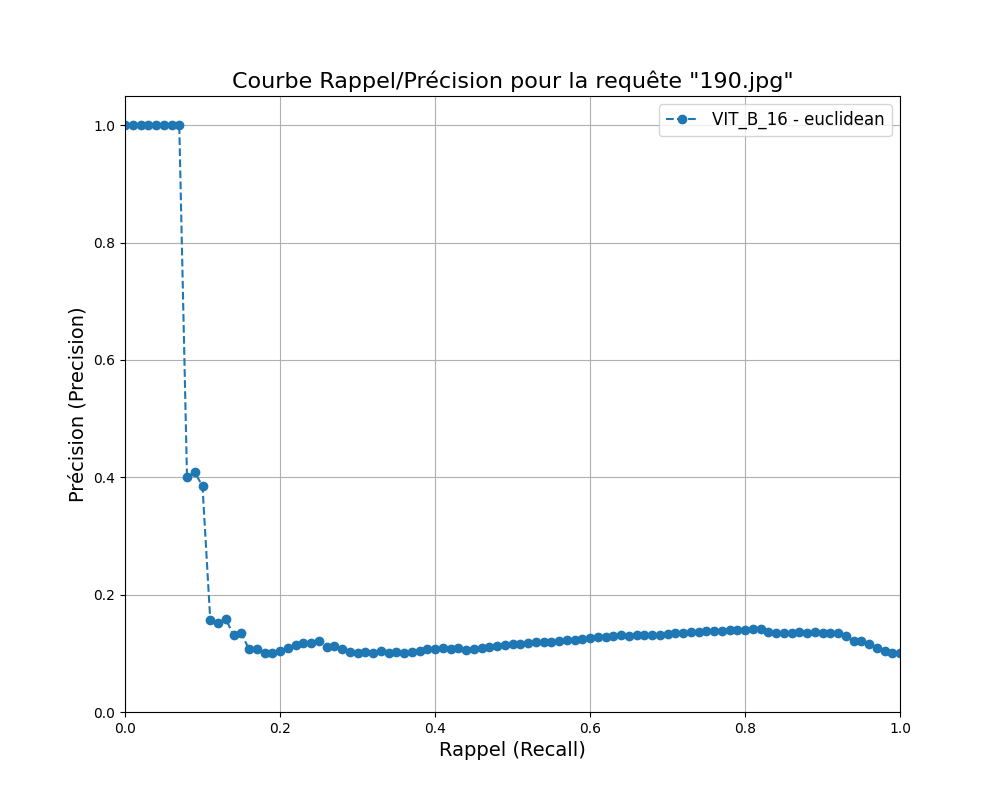 Courbe Rappel/Précision pour la requête "190.jpg"
VIT_B_16 - euclidean
Précision (Precision)
1.0
0.8
0.6
0.4
0.2
0.0
0.0 0.2 0.4 0.6 0.8 1.0
Rappel (Recall)